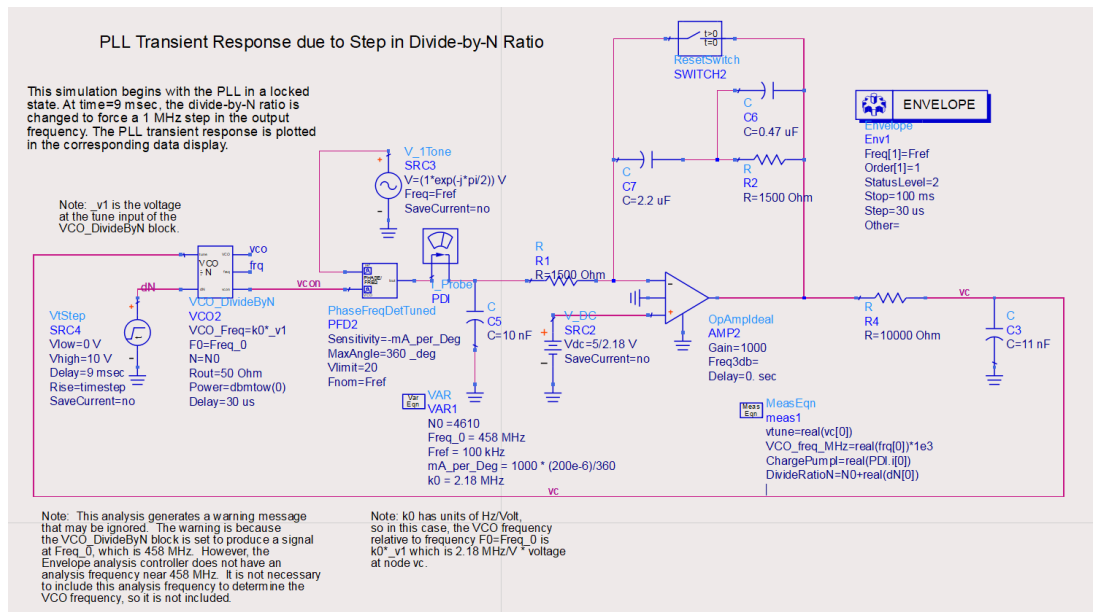 PLL Transient Response due to Step in Divide-by-N Ratio
This simulation begins with the PLL in a locked
state. At time=9 msec, the divide-by-N ratio is
changed to force a 1 MHz step in the output
frequency. The PLL transient response is plotted
in the corresponding data display.
Note: _v1 is the voltage
at the tune input of the
VCO_DivideByN block.
t>0
t=0
ResetSwitch
SWITCH2
C
C6
C=0.47 uF
C
C7
C=2.2 uF
R
R2
R=1500 Ohm
ENVELOPE
Envelope
Env1
Freq[1]=Fref
Order[1]=1
StatusLevel=2
Stop=100 ms
Step=30 us
Other=
V_1Tone
SRC3
V=(1*exp(-j*pi/2)) V
Freq=Fref
SaveCurrent=no
vco
frq
VCO
÷ N
dN
vcon
VtStep
SRC4
Vlow=0 V
Vhigh=10 V
Delay=9 msec
Rise=timestep
SaveCurrent=no
VCO_DivideByN
VCO2
VCO_Freq=k0*_v1
F0=Freq_0
N=N0
Rout=50 Ohm
Power=dbmtow(0)
Delay=30 us
PHASE/
FREQ
PhaseFreqDetTuned
PFD2
Sensitivity=-mA_per_Deg
MaxAngle=360 _deg
Vlimit=20
Fnom=Fref
I_Probe
PDI
C
C5
C=10 nF
R
R1
R=1500 Ohm
V_DC
SRC2
Vdc=5/2.18 V
SaveCurrent=no
OpAmpIdeal
AMP2
Gain=1000
Freq3db=
Delay=0. sec
R
R4
R=10000 Ohm
vc
C
C3
C=11 nF
Var
Eqn
VAR
VAR1
N0 =4610
Freq_0 = 458 MHz
Fref = 100 kHz
mA_per_Deg = 1000 * (200e-6)/360
k0 = 2.18 MHz
Meas
Eqn
MeasEqn
meas1
vtune=real(vc[0])
VCO_freq_MHz=real(frq[0])*1e3
ChargePumpI=real(PDI.i[0])
DivideRatioN=N0+real(dN[0])
vc
Note: This analysis generates a warning message
that may be ignored. The warning is because
the VCO_DivideByN block is set to produce a signal
at Freq_0, which is 458 MHz. However, the
Envelope analysis controller does not have an
analysis frequency near 458 MHz. It is not necessary
to include this analysis frequency to determine the
VCO frequency, so it is not included.
Note: k0 has units of Hz/Volt,
so in this case, the VCO frequency
relative to frequency F0=Freq_0 is
k0*_v1 which is 2.18 MHz/V * voltage
at node vc.